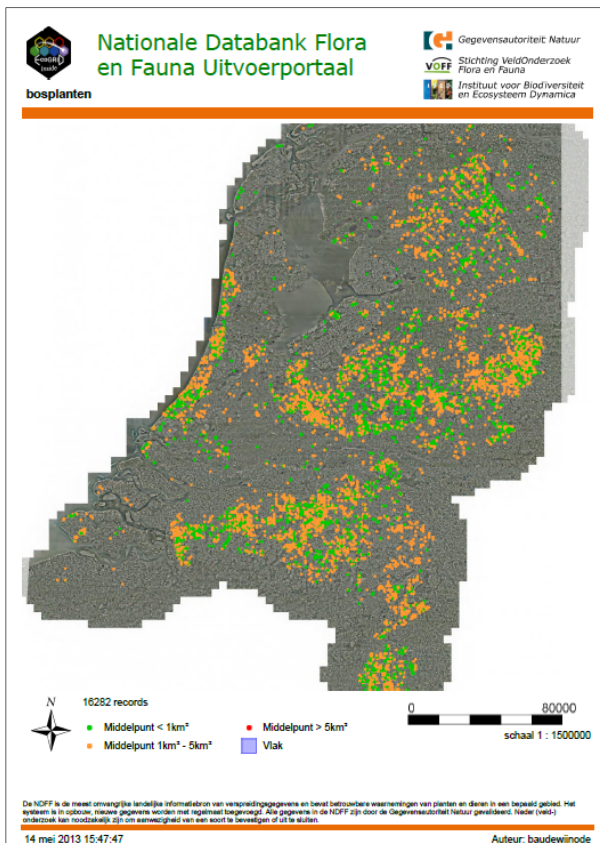 Nationale Databank Flora
en Fauna Uitvoerportaal
bosplanten
Gegevensautoriteit Natuur
VOFF
Stichting VeldOnderzoek
Flora en Fauna
Instituut voor Biodiversiteit
en Ecosysteem Dynamica
N
16282 records
Middelpunt < 1km²
Middelpunt > 5km²
Middelpunt 1km² - 5km²
Vlak
0 80000
schaal 1 : 1500000
De NDFF is de meest omvangrijke landelijke informatiebron van verspreidingsgegevens en bevat betrouwbare waarnemingen van planten en dieren in een bepaald gebied. Het
systeem is in opbouw, nieuwe gegevens worden met regelmaat toegevoegd. Alle gegevens in de NDFF zijn door de Gegevensautoriteit Natuur gevalideerd. Nader (veld-)
onderzoek kan noodzakelijk zijn om aanwezigheid van een soort te bevestigen of uit te sluiten.
14 mei 2013 15:47:47
Auteur: baudewijnode